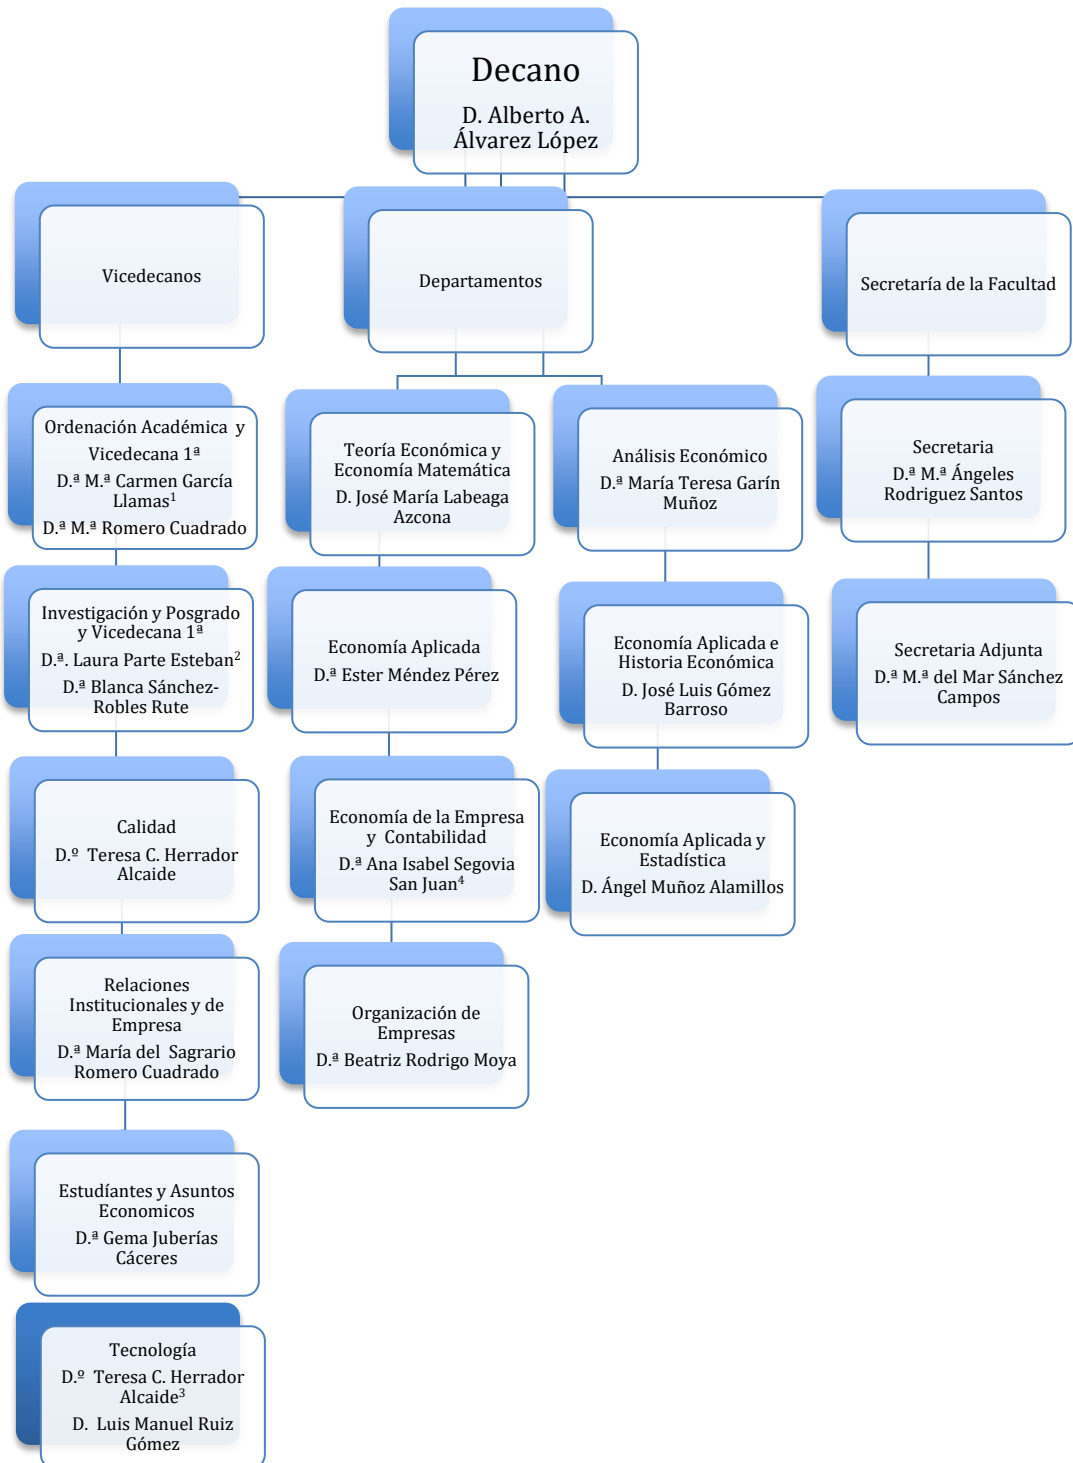 Decano
D. Alberto A.
Álvarez López
Vicedecanos
Departamentos
Secretaría de la Facultad
Ordenación Académica y
Vicedecana 1ª
D.ª M.ª Carmen García
Llamas1
D.ª M.ª Romero Cuadrado
Investigación y Posgrado
y Vicedecana 1ª
D.ª. Laura Parte Esteban2
D.ª Blanca Sánchez-
Robles Rute
Calidad
D.º Teresa C. Herrador
Alcaide
Relaciones
Institucionales y de
Empresa
D.ª María del Sagrario
Romero Cuadrado
Estudíantes y Asuntos
Economicos
D.ª Gema Juberías
Cáceres
Tecnología
D.º Teresa C. Herrador
Alcaide3
D. Luis Manuel Ruiz
Gómez
Teoría Económica y
Economía Matemática
D. José María Labeaga
Azcona
Economía Aplicada
D.ª Ester Méndez Pérez
Economía de la Empresa
y Contabilidad
D.ª Ana Isabel Segovia
San Juan4
Organización de
Empresas
D.ª Beatriz Rodrigo Moya
Análisis Económico
D.ª María Teresa Garín
Muñoz
Economía Aplicada e
Historia Económica
D. José Luis Gómez
Barroso
Economía Aplicada y
Estadística
D. Ángel Muñoz Alamillos
Secretaria
D.ª M.ª Ángeles
Rodriguez Santos
Secretaria Adjunta
D.ª M.ª del Mar Sánchez
Campos